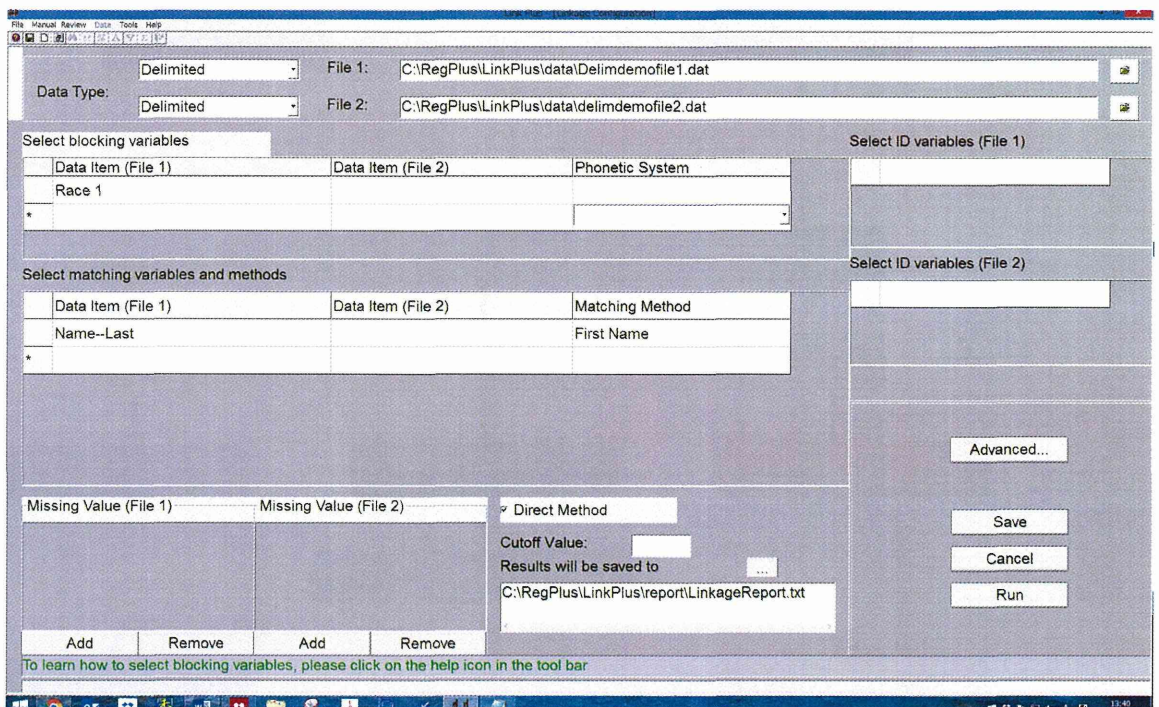 Link Plus - [Linkage Configuration]
File Manual Review Data Tools Help
Data Type:
Delimited
File 1:
C:\RegPlus\LinkPlus\data\Delimdemofile1.dat
Delimited
File 2:
C:\RegPlus\LinkPlus\data\delimdemofile2.dat
Select blocking variables
Select ID variables (File 1)
Data Item (File 1) Data Item (File 2) Phonetic System
Race 1
*
Select ID variables (File 2)
Select matching variables and methods
Data Item (File 1) Data Item (File 2) Matching Method
Name--Last First Name
*
Advanced...
Missing Value (File 1) Missing Value (File 2)
Direct Method
Save
Cutoff Value:
Cancel
Results will be saved to ...
C:\RegPlus\LinkPlus\report\LinkageReport.txt
Run
Add Remove Add Remove
To learn how to select blocking variables, please click on the help icon in the tool bar
13:40